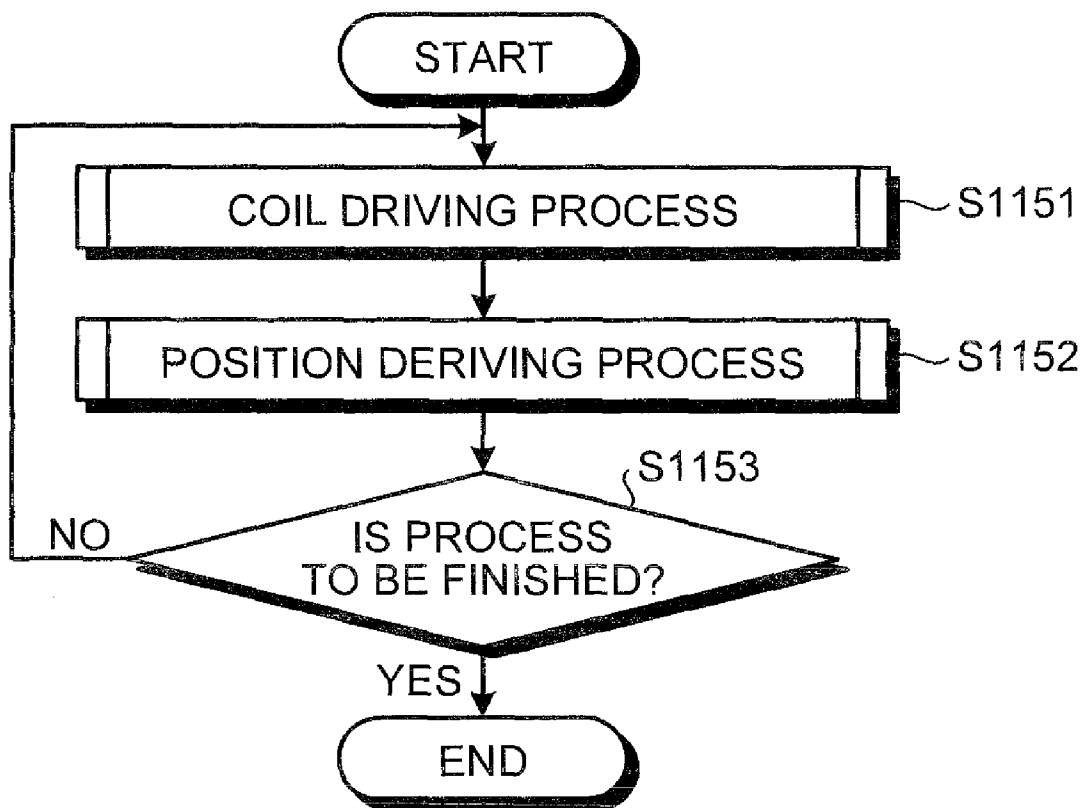 START
COIL DRIVING PROCESS
S1151
POSITION DERIVING PROCESS
S1152
S1153
IS PROCESS
TO BE FINISHED?
NO
YES
END